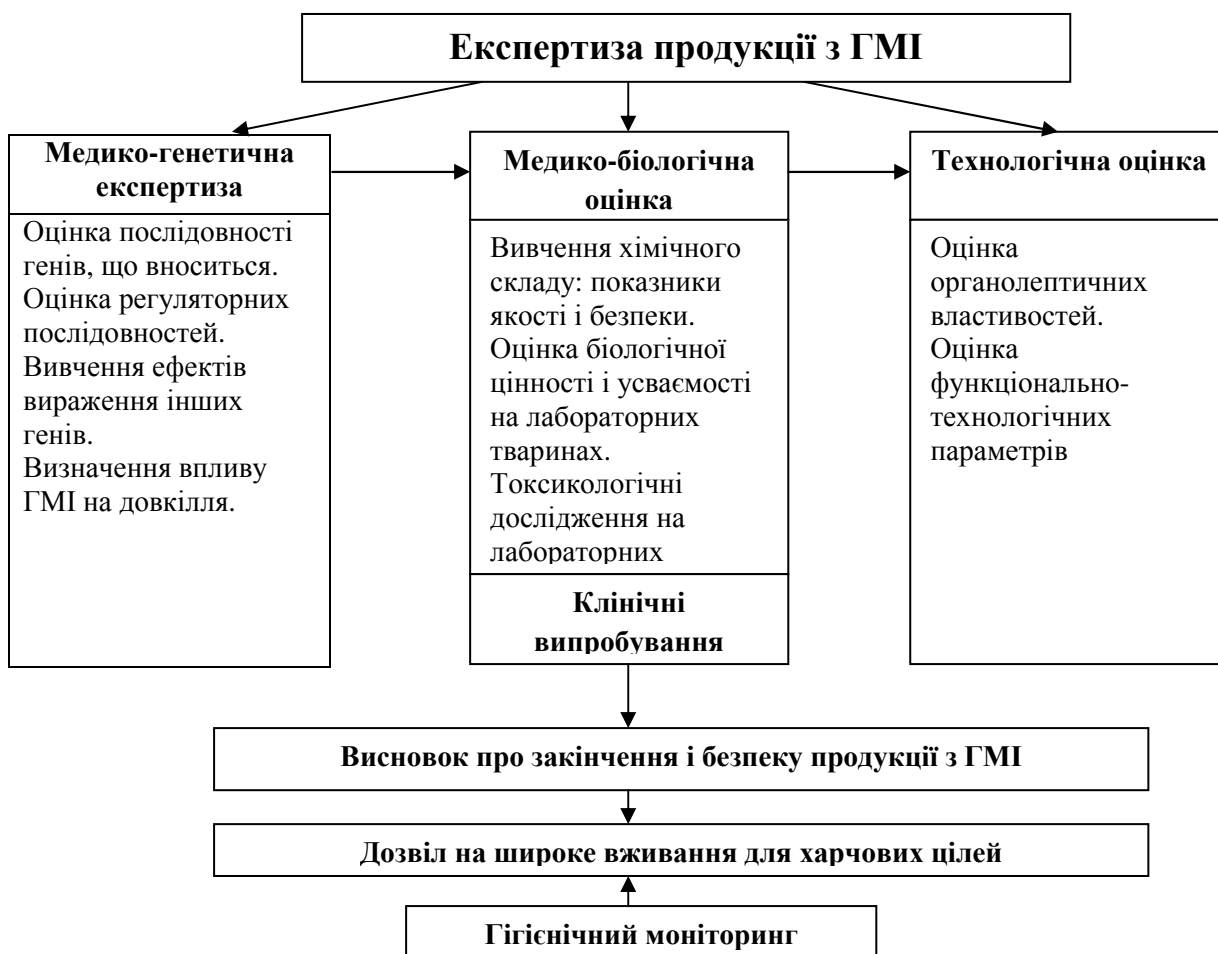 Експертиза продукції з ГМІ
Медико-генетична
експертиза
Оцінка послідовності
генів, що вноситься.
Оцінка регуляторних
послідовностей.
Вивчення ефектів
вираження інших
генів.
Визначення впливу
ГМІ на довкілля.
Медико-біологічна
оцінка
Вивчення хімічного
складу: показники
якості і безпеки.
Оцінка біологічної
цінності і усваємості
на лабораторних
тваринах.
Токсикологічні
дослідження на
лабораторних
Клінічні
випробування
Технологічна оцінка
Оцінка
органолептичних
властивостей.
Оцінка
функціонально-
технологічних
параметрів
Висновок про закінчення і безпеку продукції з ГМІ
Дозвіл на широке вживання для харчових цілей
Гігієнічний моніторинг